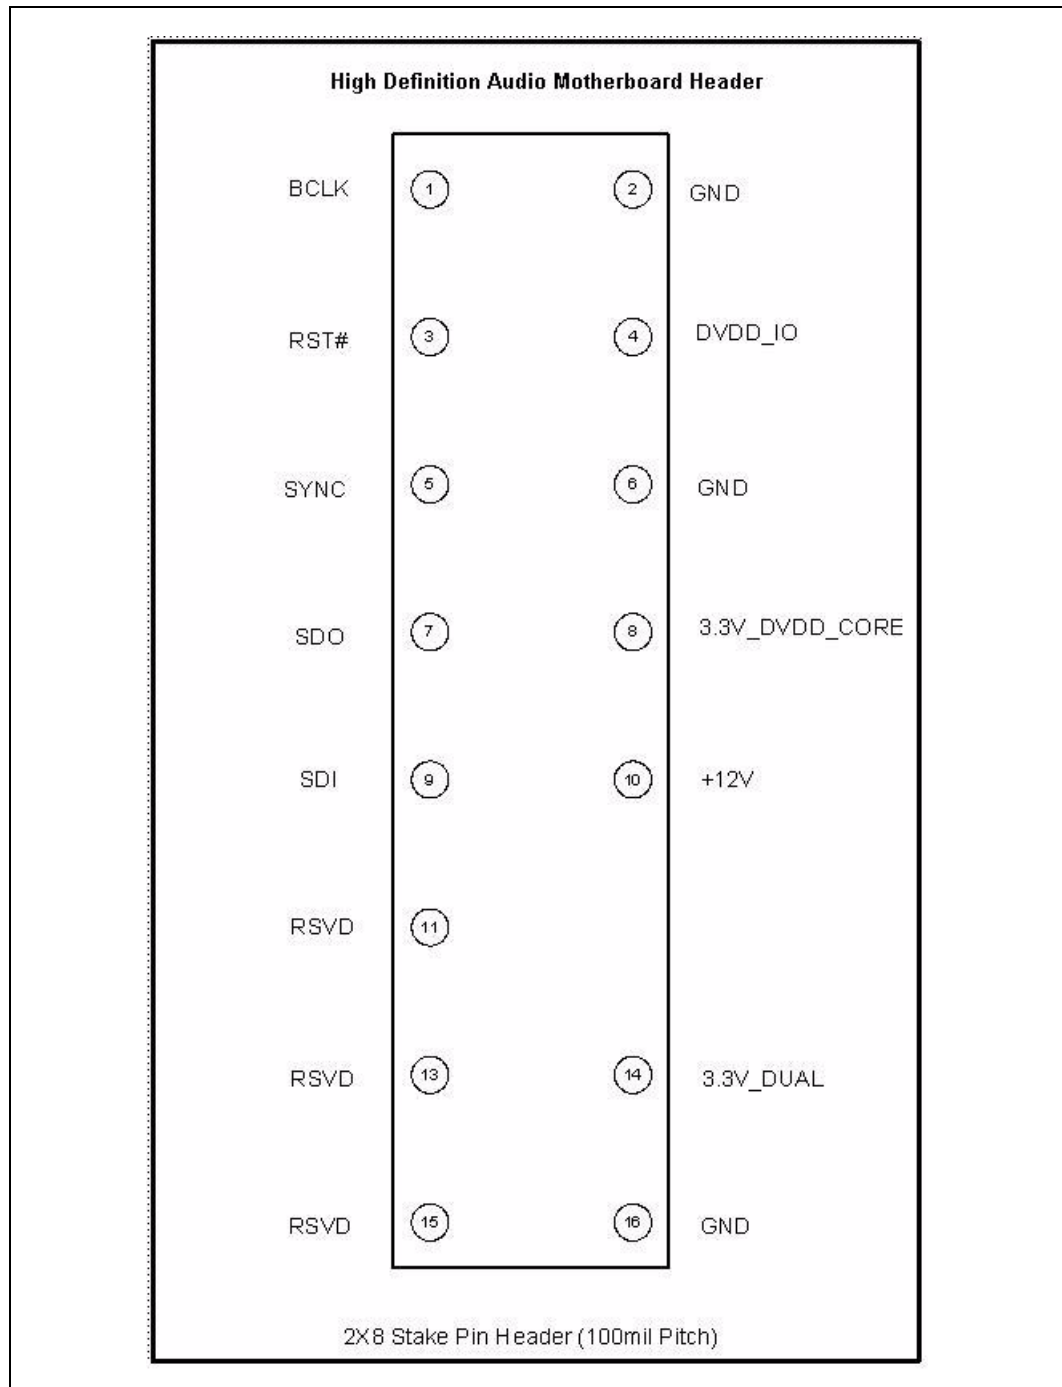 High Definition Audio Motherboard Header
BCLK 1 2 GND
RST# 3 4 DVDD_IO
SYNC 5 6 GND
SDO 7 8 3.3V_DVDD_CORE
SDI 9 10 +12V
RSVD 11
RSVD 13 14 3.3V_DUAL
RSVD 15 16 GND
2X8 Stake Pin Header (100mil Pitch)